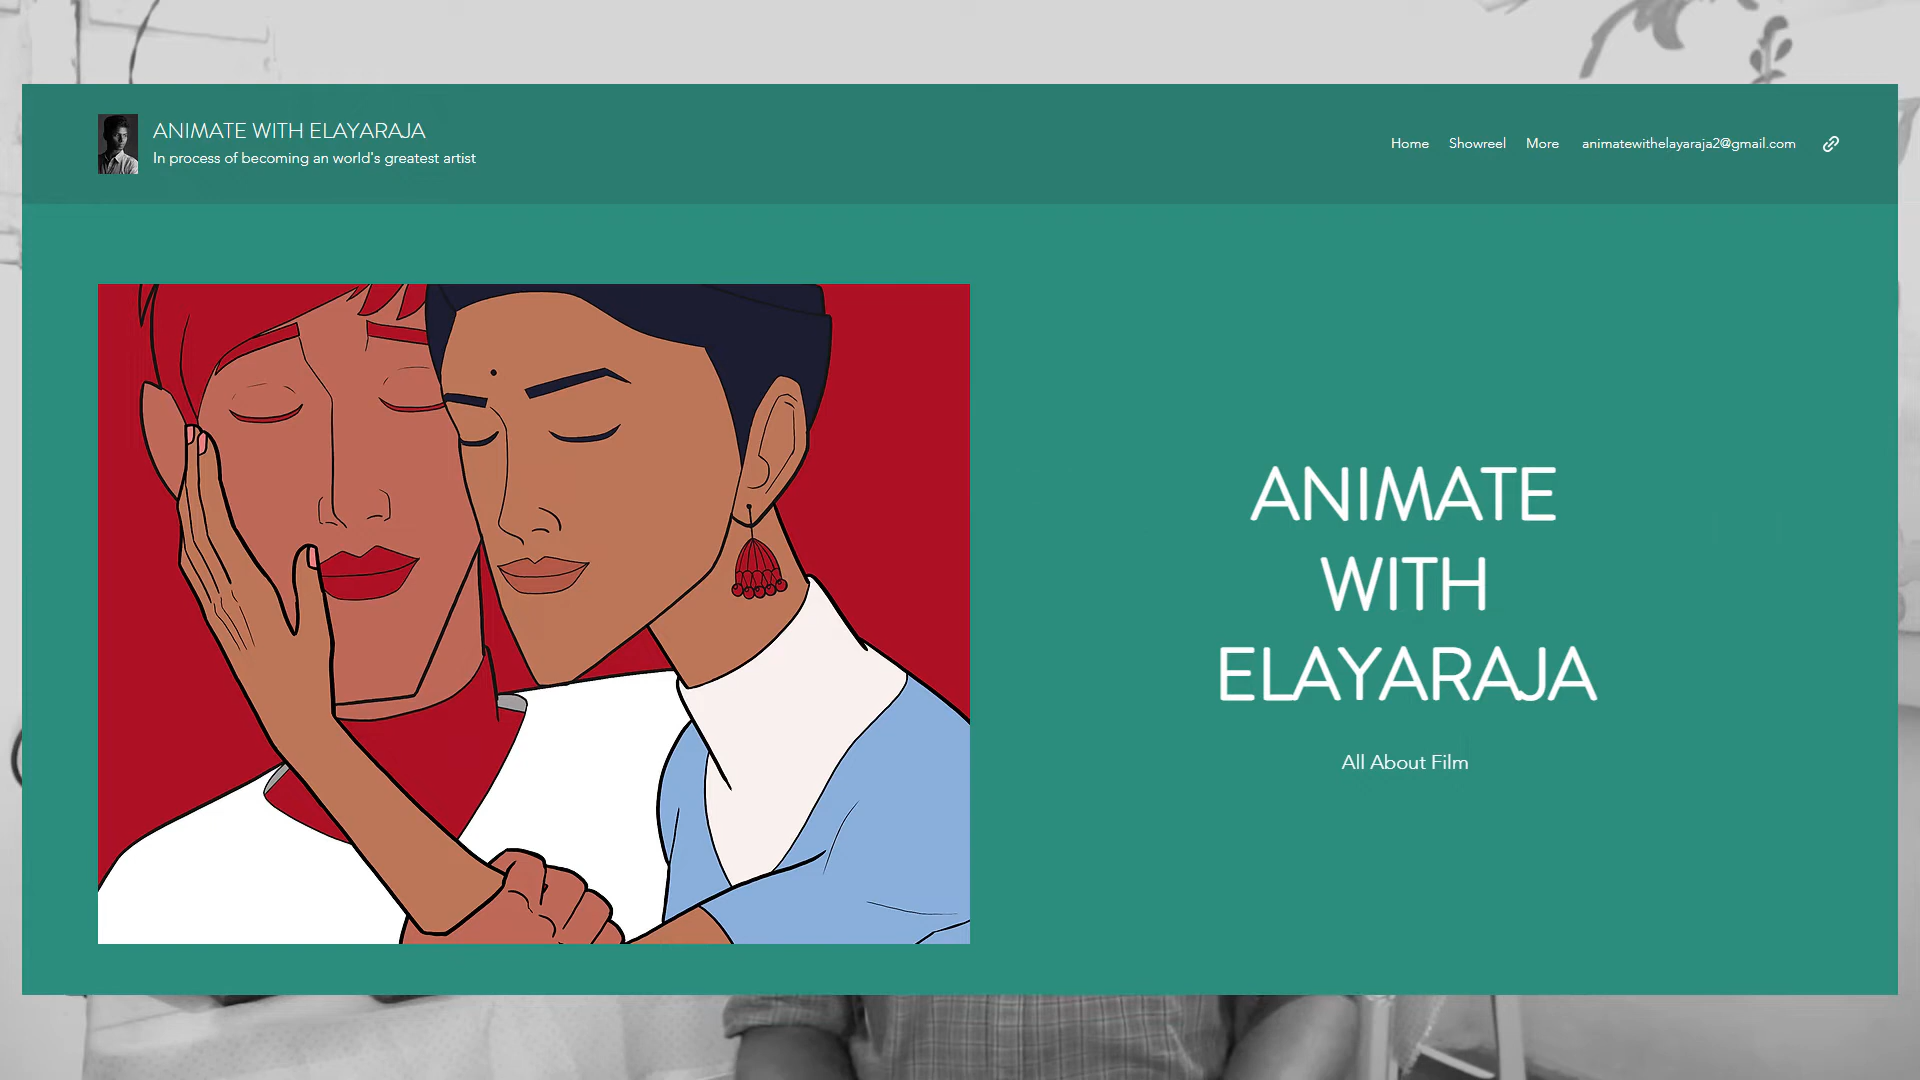 ANIMATE WITH ELAYARAJA
In process of becoming an world's greatest artist
Home Showreel More animatewithelayaraja2@gmail.com
ANIMATE
WITH
ELAYARAJA
All About Film